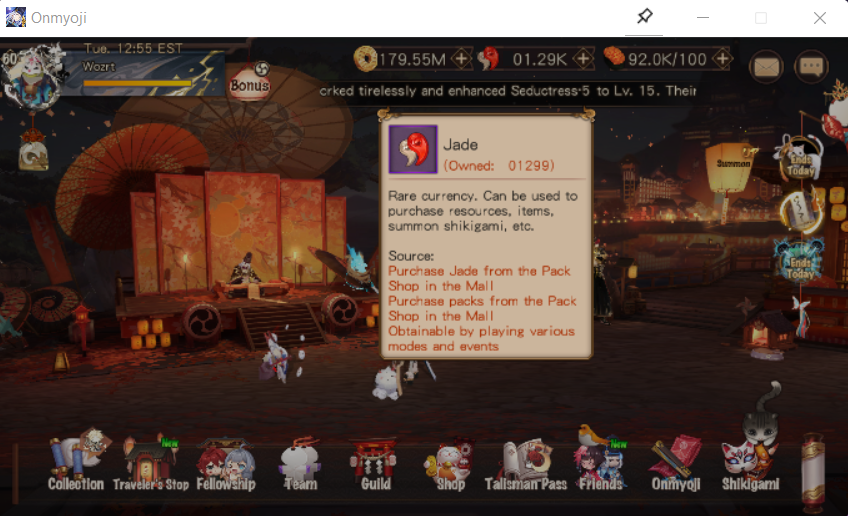 Onmyoji
60
Tue. 12:55 EST
Wozrt
Bonus
179.55M
01.29K
92.0K/100
orked tirelessly and enhanced Seductress-5 to Lv. 15. Their
Jade
(Owned: 01299)
Rare currency. Can be used to
purchase resources, items,
summon shikigami, etc.
Source:
Purchase Jade from the Pack
Shop in the Mall
Purchase packs from the Pack
Shop in the Mall
Obtainable by playing various
modes and events
Summon
Ends
Today
Ends
Today
New
New
Collection
Traveler's Stop
Fellowship
Team
Guild
Shop
Talisman Pass
Friends
Onmyoji
Shikigami